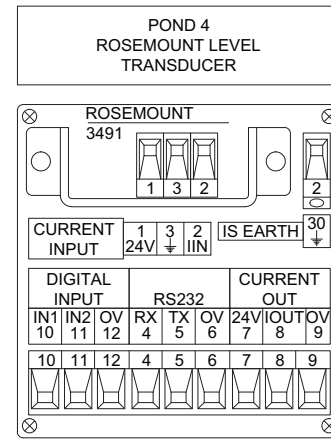 POND 4
ROSEMOUNT LEVEL
TRANSDUCER
ROSEMOUNT
3491
1 3 2
2
CURRENT INPUT
1 3 2
24V IIN
IS EARTH
30
DIGITAL INPUT
RS232
CURRENT OUT
IN1 IN2 OV RX TX OV 24V IOUT OV
10 11 12 4 5 6 7 8 9
10 11 12 4 5 6 7 8 9